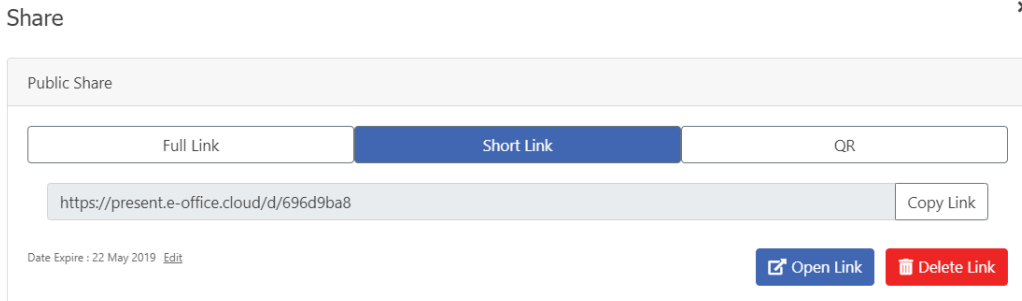 Share
Public Share
Full Link Short Link QR
https://present.e-office.cloud/d/696d9ba8 Copy Link
Date Expire : 22 May 2019 Edit Open Link Delete Link